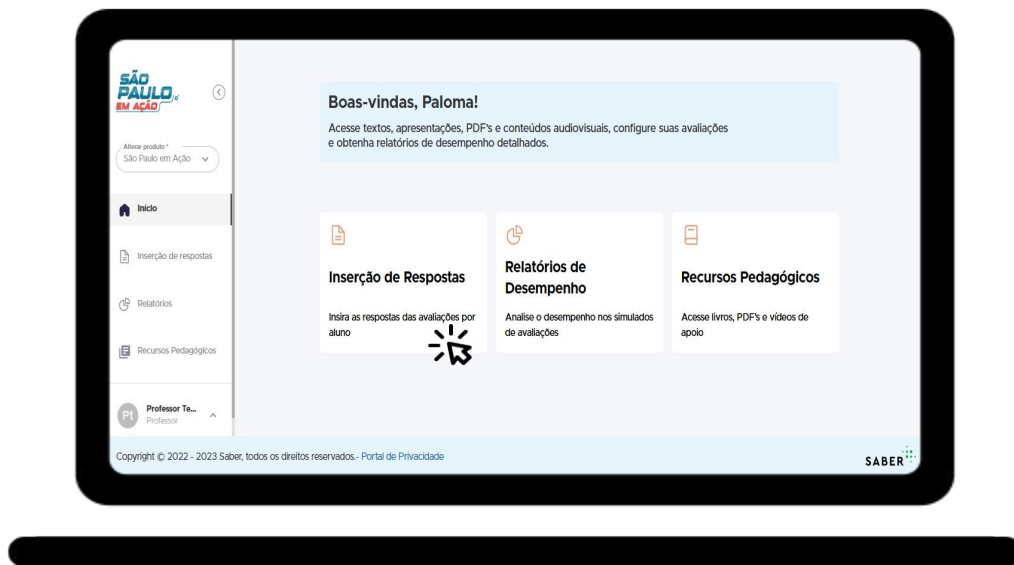 SÃO
PAULO
EM AÇÃO
Alterar produto *
São Paulo em Ação
Início
Inserção de respostas
Relatórios
Recursos Pedagógicos
Pt
Professor Te...
Professor
Boas-vindas, Paloma!
Acesse textos, apresentações, PDF's e conteúdos audiovisuais, configure suas avaliações
e obtenha relatórios de desempenho detalhados.
Inserção de Respostas
Insira as respostas das avaliações por
aluno
Relatórios de
Desempenho
Analise o desempenho nos simulados
de avaliações
Recursos Pedagógicos
Acesse livros, PDF's e vídeos de
apoio
Copyright © 2022 - 2023 Saber, todos os direitos reservados.- Portal de Privacidade
SABER